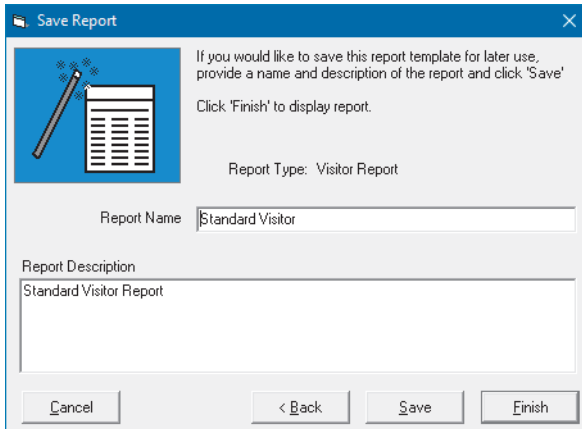 Save Report
If you would like to save this report template for later use,
provide a name and description of the report and click 'Save'
Click 'Finish' to display report.
Report Type: Visitor Report
Report Name
Standard Visitor
Report Description
Standard Visitor Report
Cancel
< Back
Save
Finish